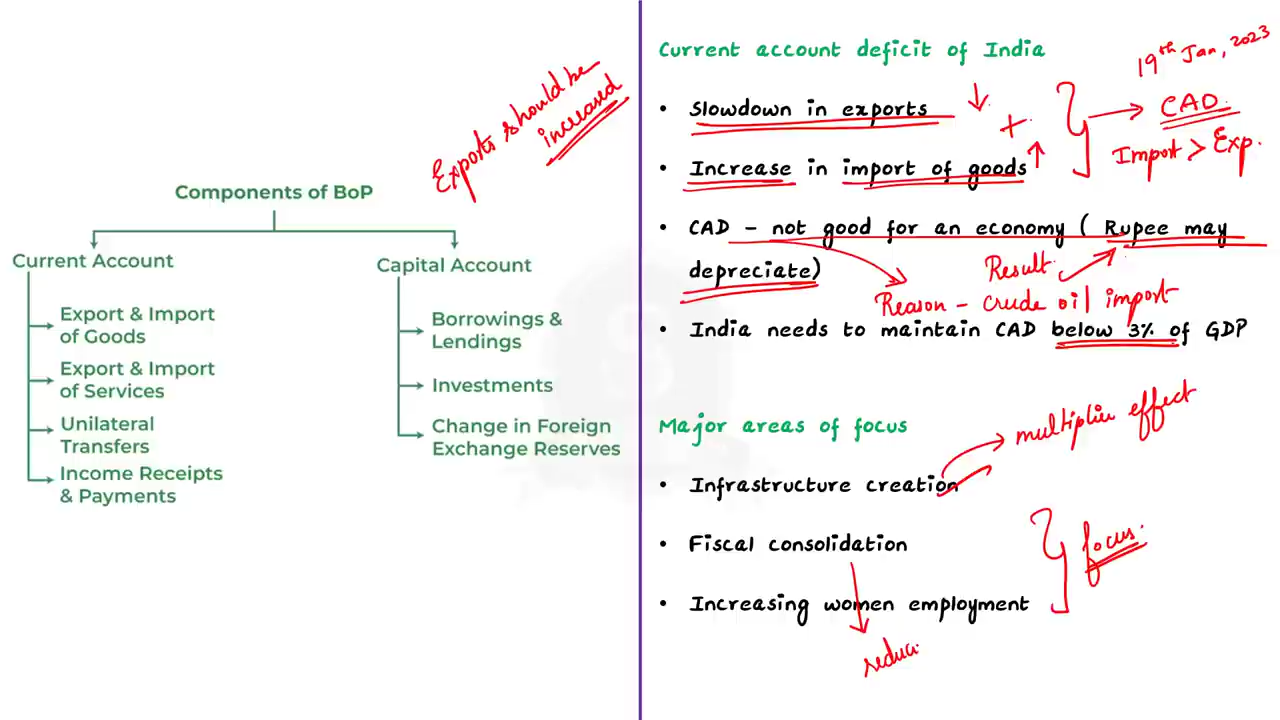 Exports should be
increased
Components of BoP
Current Account
Export & Import
of Goods
Export & Import
of Services
Unilateral
Transfers
Income Receipts
& Payments
Capital Account
Borrowings &
Lendings
Investments
Change in Foreign
Exchange Reserves
19th Jan, 2023
Current account deficit of India
• Slowdown in exports ↓
+
CAD
Import > Exp.
• Increase in import of goods ↑
• CAD - not good for an economy ( Rupee may
depreciate)
Result
Reason - crude oil import
• India needs to maintain CAD below 3% of GDP
Major areas of focus
multiplier effect
• Infrastructure creation
• Fiscal consolidation
focus.
• Increasing women employment
reduc